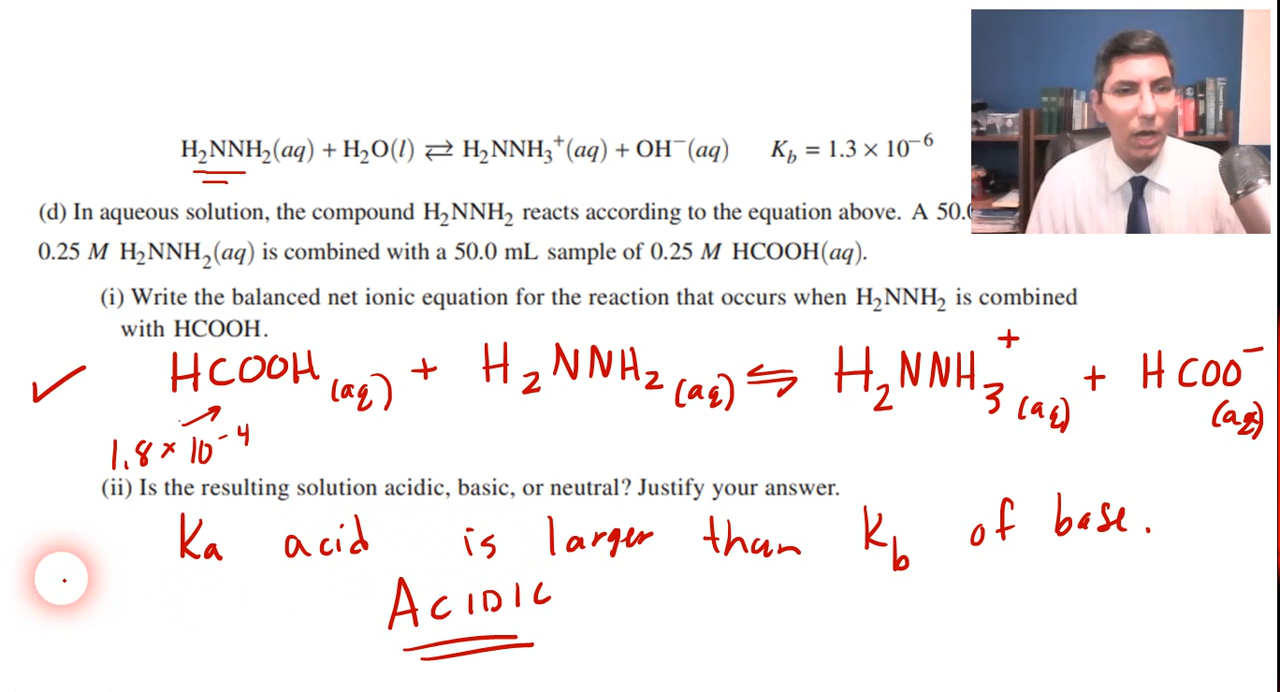 H₂NNH₂(aq) + H₂O(l) ⇄ H₂NNH₃⁺(aq) + OH⁻(aq) K_b = 1.3 × 10⁻⁶
(d) In aqueous solution, the compound H₂NNH₂ reacts according to the equation above. A 50.
0.25 M H₂NNH₂(aq) is combined with a 50.0 mL sample of 0.25 M HCOOH(aq).
(i) Write the balanced net ionic equation for the reaction that occurs when H₂NNH₂ is combined
with HCOOH.
✓ HCOOH (aq) + H₂NNH₂ (aq) ⇋ H₂NNH₃⁺ (aq) + HCOO⁻ (aq)
1.8 × 10⁻⁴
(ii) Is the resulting solution acidic, basic, or neutral? Justify your answer.
Ka acid is larger than K_b of base.
ACIDIC